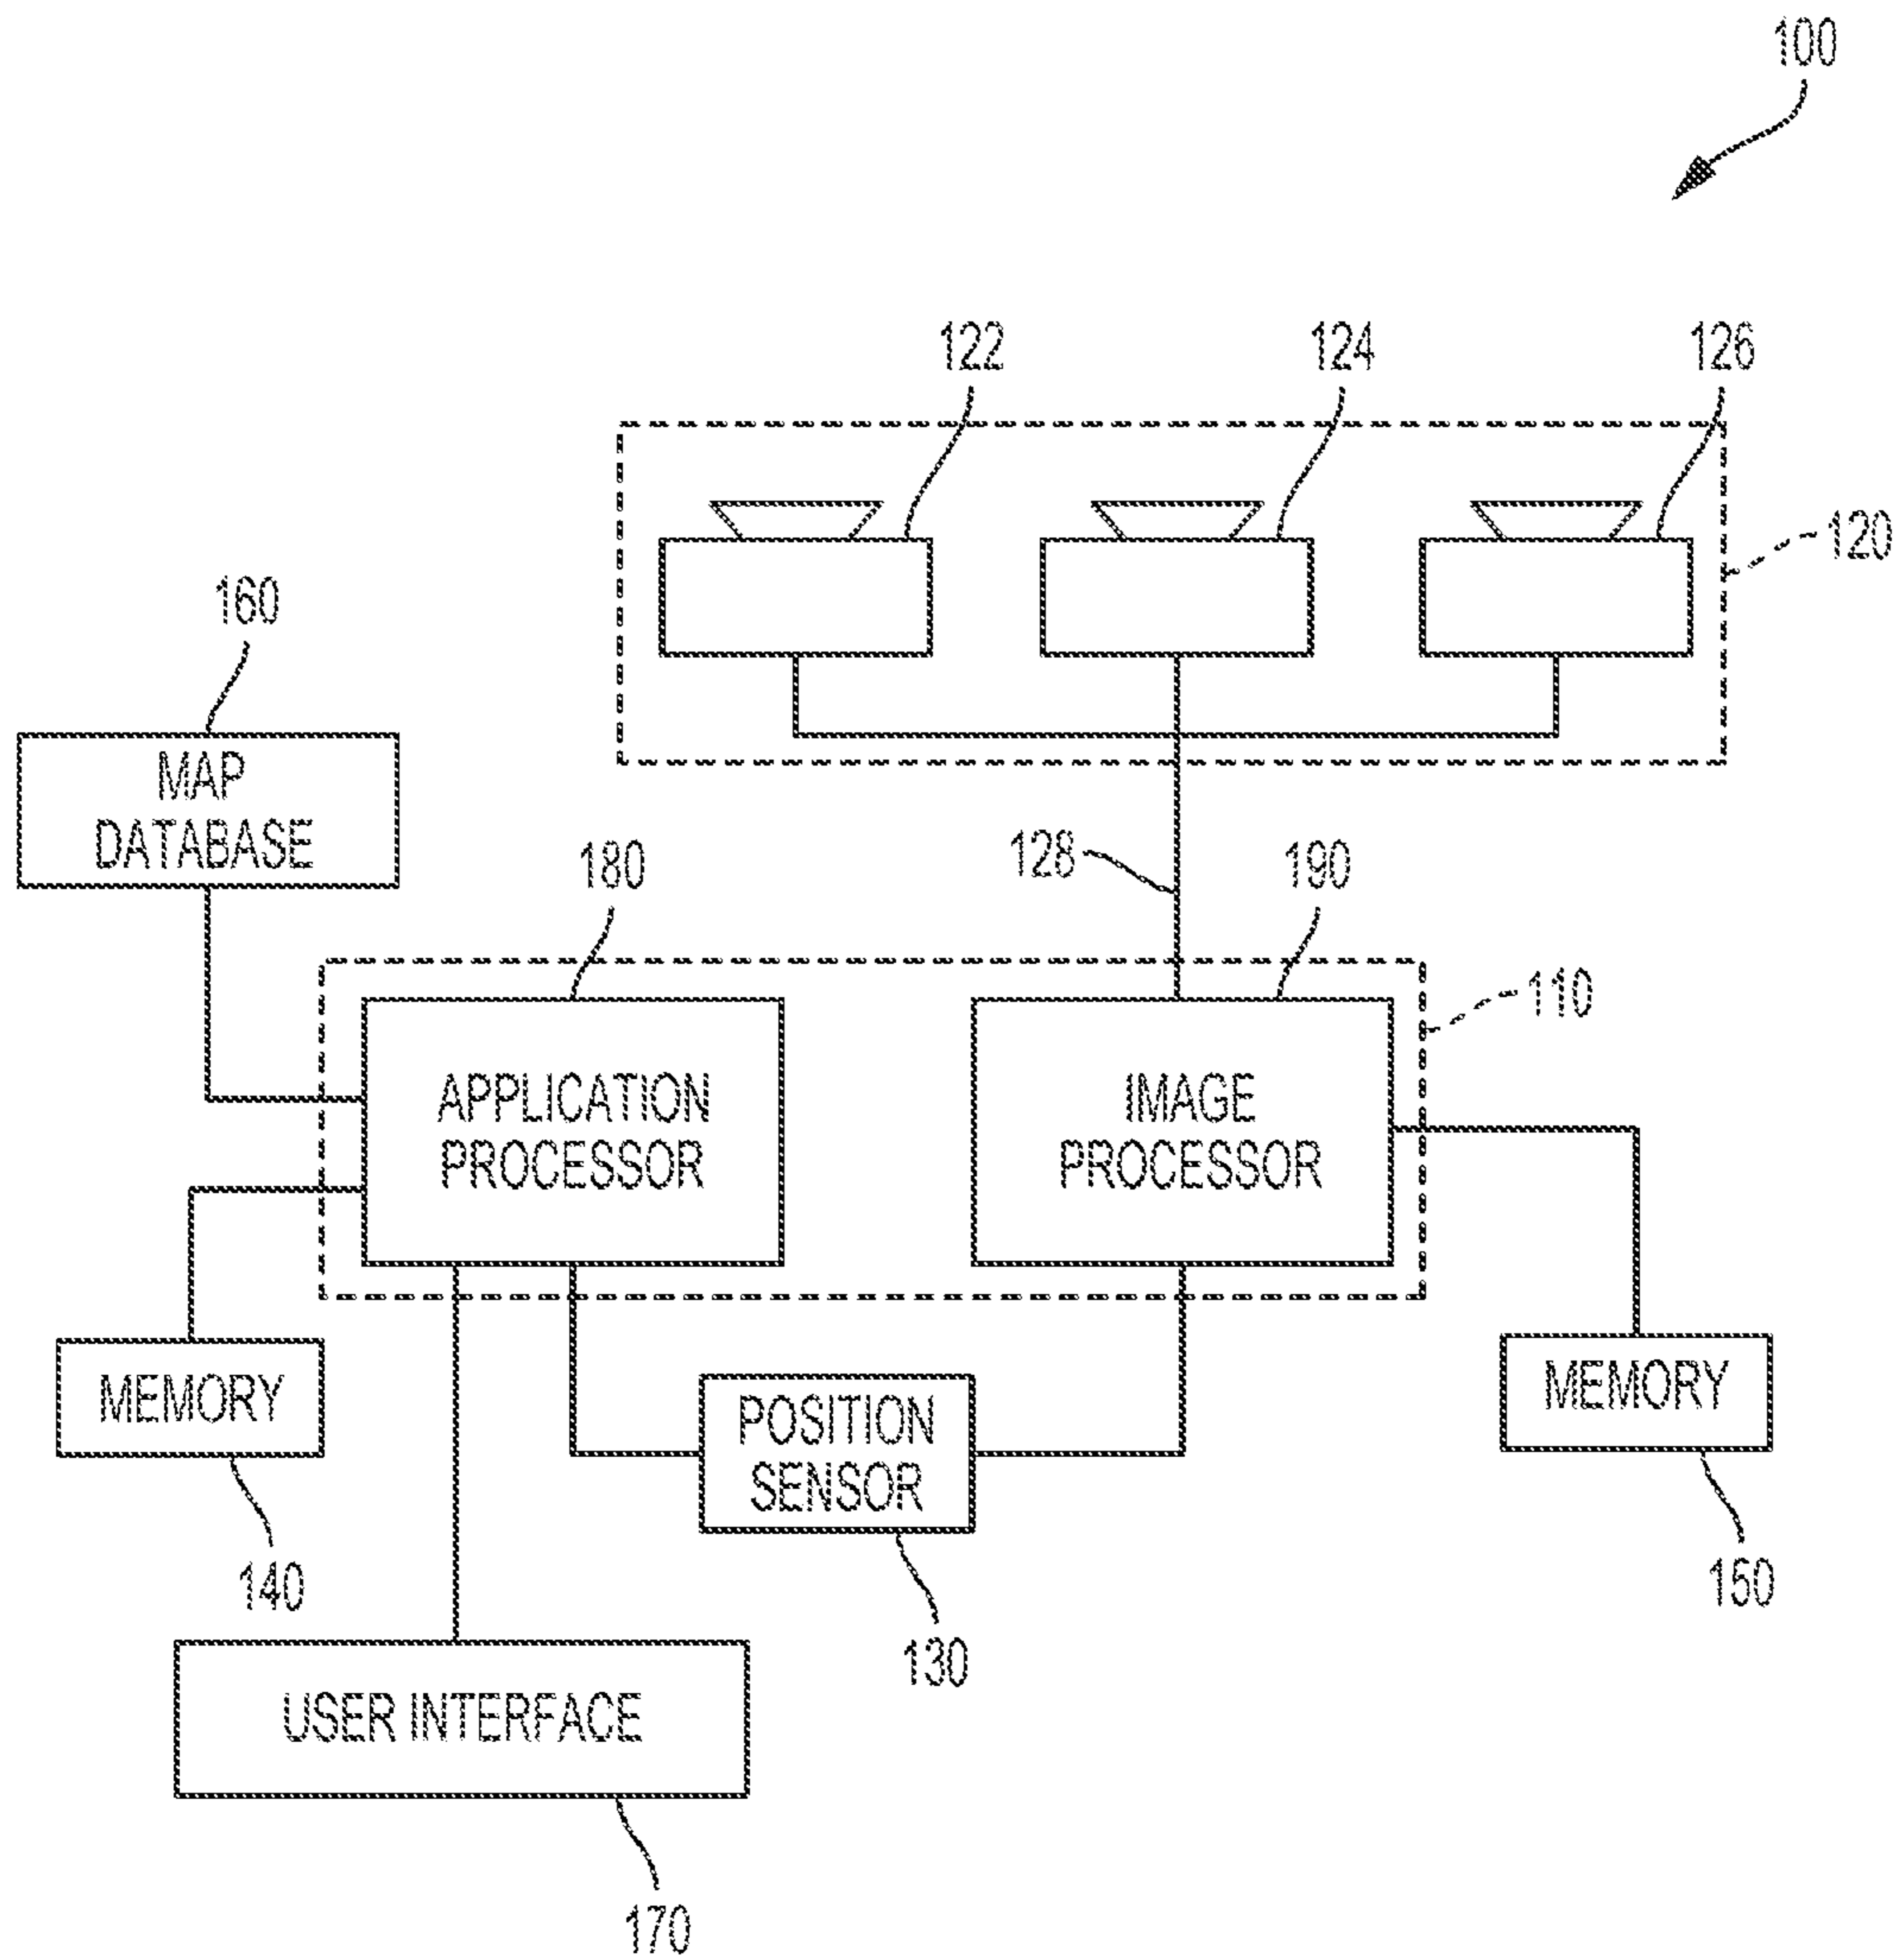 100
122
124
126
120
160
MAP
DATABASE
180
128
190
110
APPLICATION
PROCESSOR
IMAGE
PROCESSOR
MEMORY
POSITION
SENSOR
MEMORY
140
130
150
USER INTERFACE
170